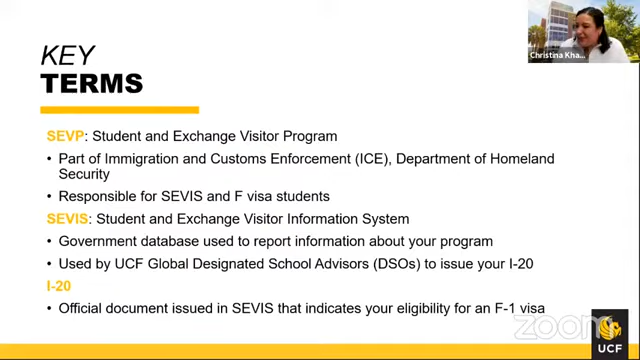 Christina Kha...
KEY
TERMS
SEVP: Student and Exchange Visitor Program
• Part of Immigration and Customs Enforcement (ICE), Department of Homeland
Security
• Responsible for SEVIS and F visa students
SEVIS: Student and Exchange Visitor Information System
• Government database used to report information about your program
• Used by UCF Global Designated School Advisors (DSOs) to issue your I-20
I-20
• Official document issued in SEVIS that indicates your eligibility for an F-1 visa
zoom
UCF